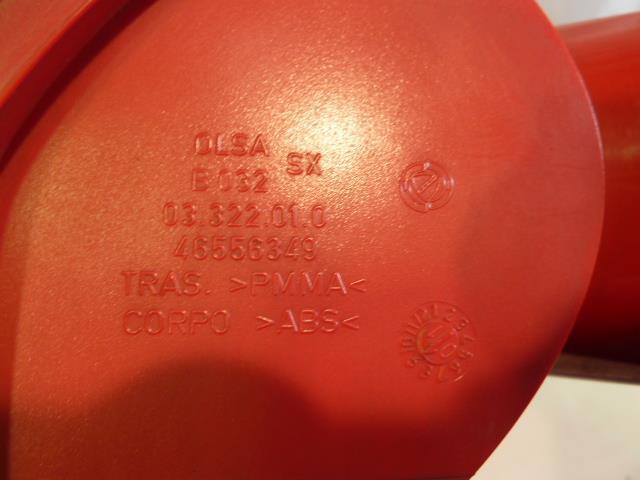 OLSA SX
B 032
03.322.01.0
46556349
TRAS. >PMMA<
CORPO >ABS<